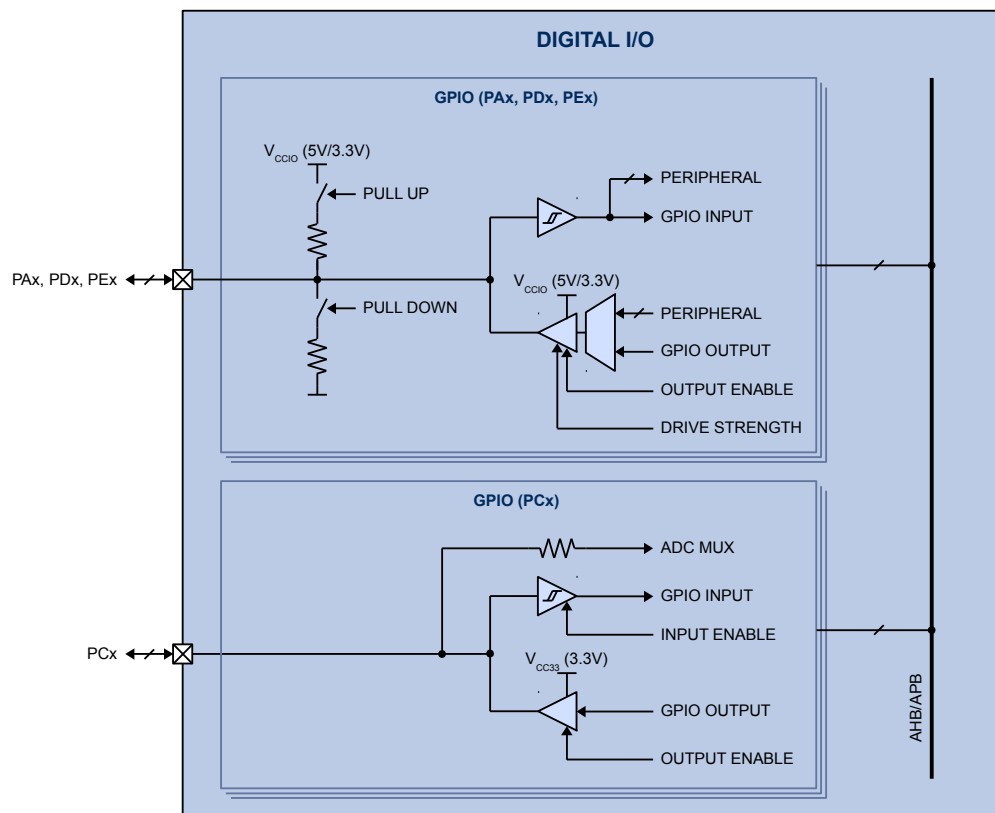 DIGITAL I/O
GPIO (PAx, PDx, PEx)
VCCIO (5V/3.3V)
PULL UP
PERIPHERAL
GPIO INPUT
PAx, PDx, PEx
VCCIO (5V/3.3V)
PULL DOWN
PERIPHERAL
GPIO OUTPUT
OUTPUT ENABLE
DRIVE STRENGTH
GPIO (PCx)
ADC MUX
GPIO INPUT
INPUT ENABLE
PCx
VCC33 (3.3V)
GPIO OUTPUT
OUTPUT ENABLE
AHB/APB